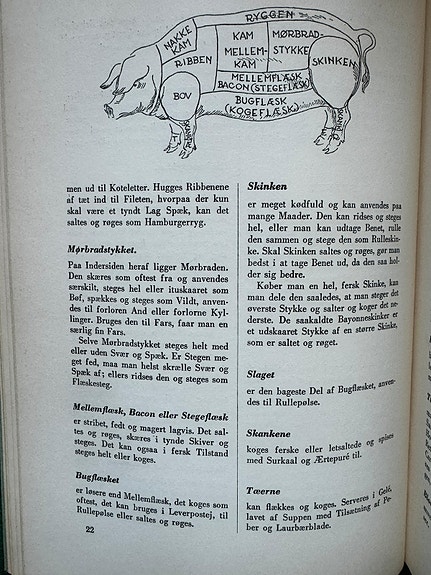 RYGGEN
NAKKE
KAM
RIBBEN
KAM
MELLEM-
KAM
MØRBRAD-
STYKKE
SKINKEN
MELLEMFLÆSK
BACON (STEGEFLÆSK)
BOV
BUGFLÆSK
(KOGEFLÆSK)
men ud til Koteletter. Hugges Ribbenene
af tæt ind til Fileten, hvorpaa der kun
skal være et tyndt Lag Spæk, kan det
saltes og røges som Hamburgerryg.
Mørbradstykket.
Paa Indersiden heraf ligger Mørbraden.
Den skæres som oftest fra og anvendes
særskilt, steges hel eller ituskaaret som
Bøf, spækkes og steges som Vildt, anven-
des til forloren And eller forlorne Kyl-
linger. Bruges den til Fars, faar man en
særlig fin Fars.
Selve Mørbradstykket steges helt med
eller uden Svær og Spæk. Er Stegen me-
get fed, maa man helst skrælle Svær og
Spæk af; ellers ridses den og steges som
Flæskesteg.
Mellemflæsk, Bacon eller Stegeflæsk
er stribet, fedt og magert lagvis. Det sal-
tes og røges, skæres i tynde Skiver og
steges. Det kan ogsaa i fersk Tilstand
steges helt eller koges.
Bugflæsket
er løsere end Mellemflæsk, det koges som
oftest, det kan bruges i Leverpostej, til
Rullepølse eller saltes og røges.
22
Skinken
er meget kødfuld og kan anvendes paa
mange Maader. Den kan ridses og steges
hel, eller man kan udtage Benet, rulle
den sammen og stege den som Rulleskin-
ke. Skal Skinken saltes og røges, gør man
bedst i at tage Benet ud, da den saa hol-
der sig bedre.
Køber man en hel, fersk Skinke, kan
man dele den saaledes, at man steger det
øverste Stykke og salter og koger det ne-
derste. De saakaldte Bayonneskinker er
et udskaaret Stykke af en større Skinke,
som er saltet og røget.
Slaget
er den bageste Del af Bugflæsket, anven-
des til Rullepølse.
Skankene
koges ferske eller letsaltede og spises
med Surkaal og Ærtepuré til.
Tæerne
kan flækkes og koges. Serveres i Gelé,
lavet af Suppen med Tilsætning af Pe-
ber og Laurbærblade.